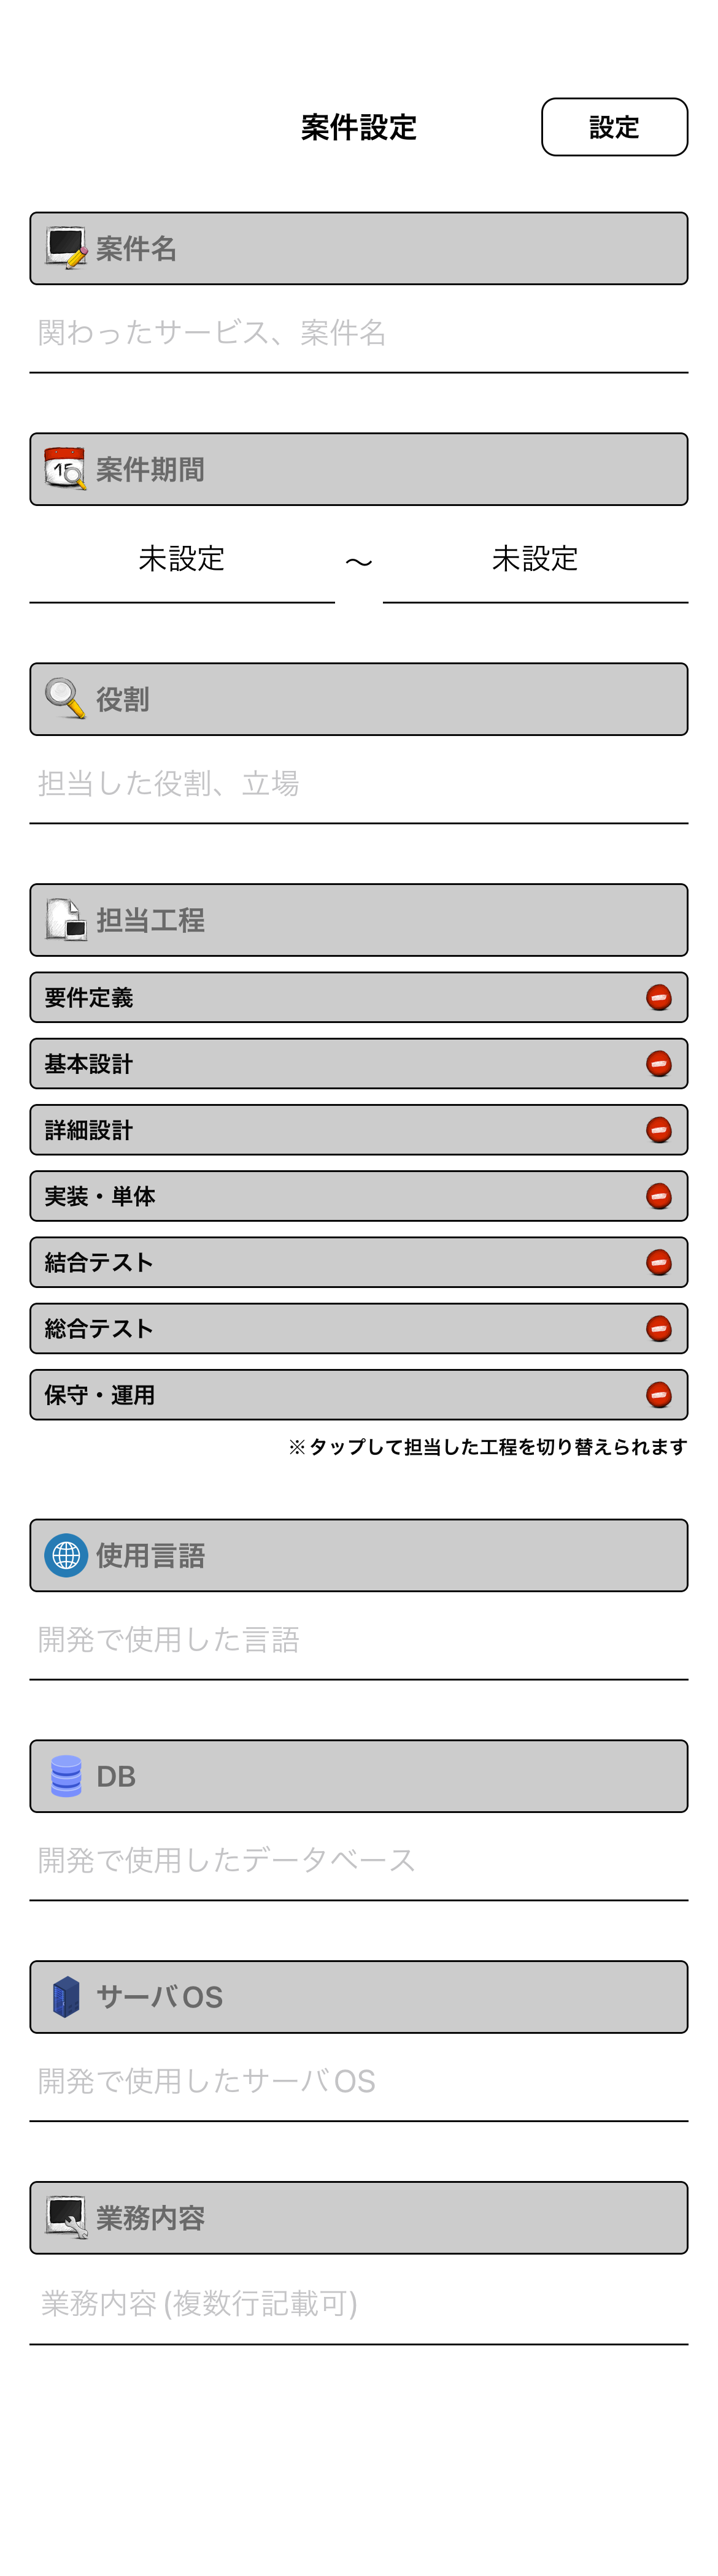 案件設定
設定
案件名
関わったサービス、案件名
15
案件期間
未設定 ～ 未設定
役割
担当した役割、立場
担当工程
要件定義
基本設計
詳細設計
実装・単体
結合テスト
総合テスト
保守・運用
※タップして担当した工程を切り替えられます
使用言語
開発で使用した言語
DB
開発で使用したデータベース
サーバOS
開発で使用したサーバOS
業務内容
業務内容(複数行記載可)